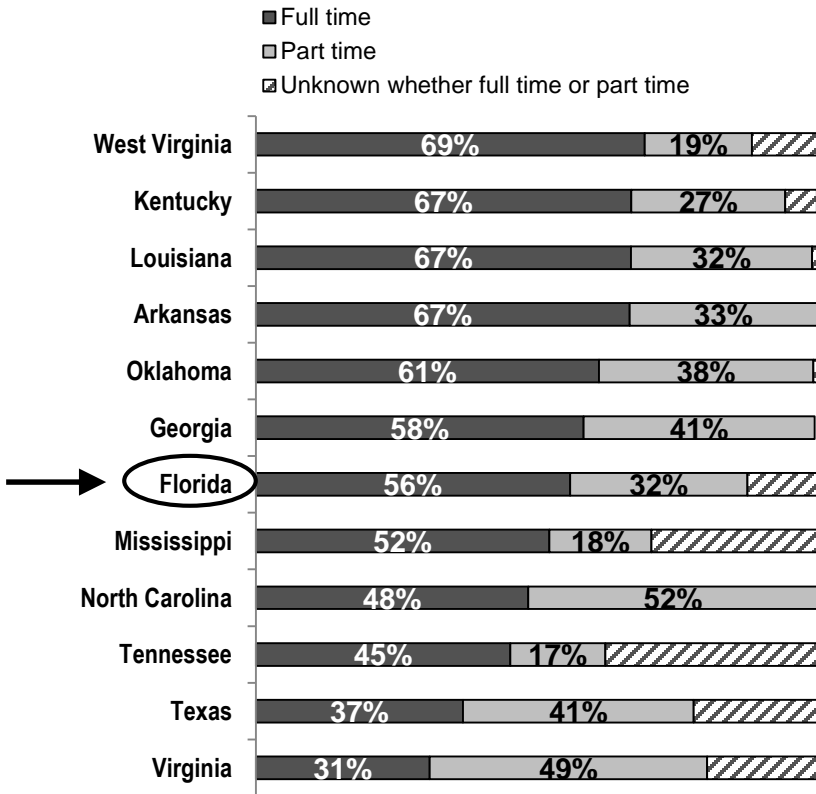 Full time
Part time
Unknown whether full time or part time
West Virginia 69% 19%
Kentucky 67% 27%
Louisiana 67% 32%
Arkansas 67% 33%
Oklahoma 61% 38%
Georgia 58% 41%
Florida 56% 32%
Mississippi 52% 18%
North Carolina 48% 52%
Tennessee 45% 17%
Texas 37% 41%
Virginia 31% 49%